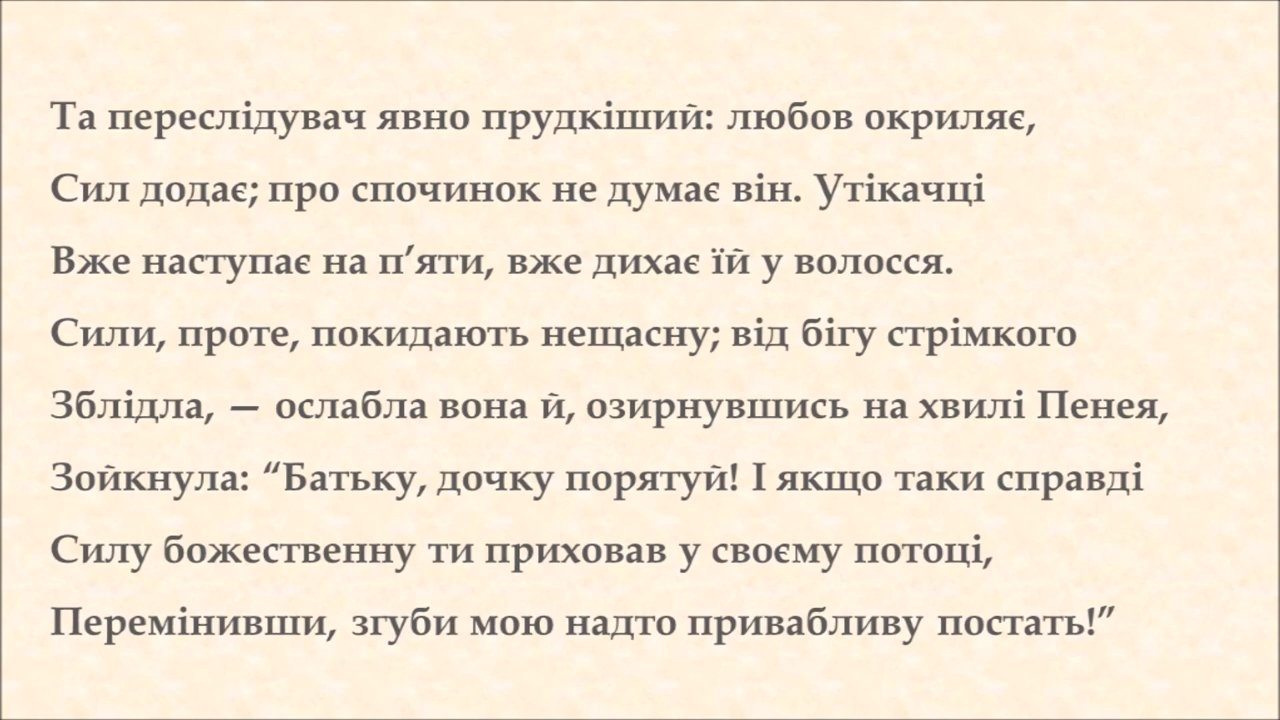 Та переслідувач явно прудкіший: любов окриляє,
Сил додає; про спочинок не думає він. Утікачці
Вже наступає на п’яти, вже дихає їй у волосся.
Сили, проте, покидають нещасну; від бігу стрімкого
Зблідла, — ослабла вона й, озирнувшись на хвилі Пенея,
Зойкнула: “Батьку, дочку порятуй! І якщо таки справді
Силу божественну ти приховав у своєму потоці,
Перемінивши, згуби мою надто привабливу постать!”